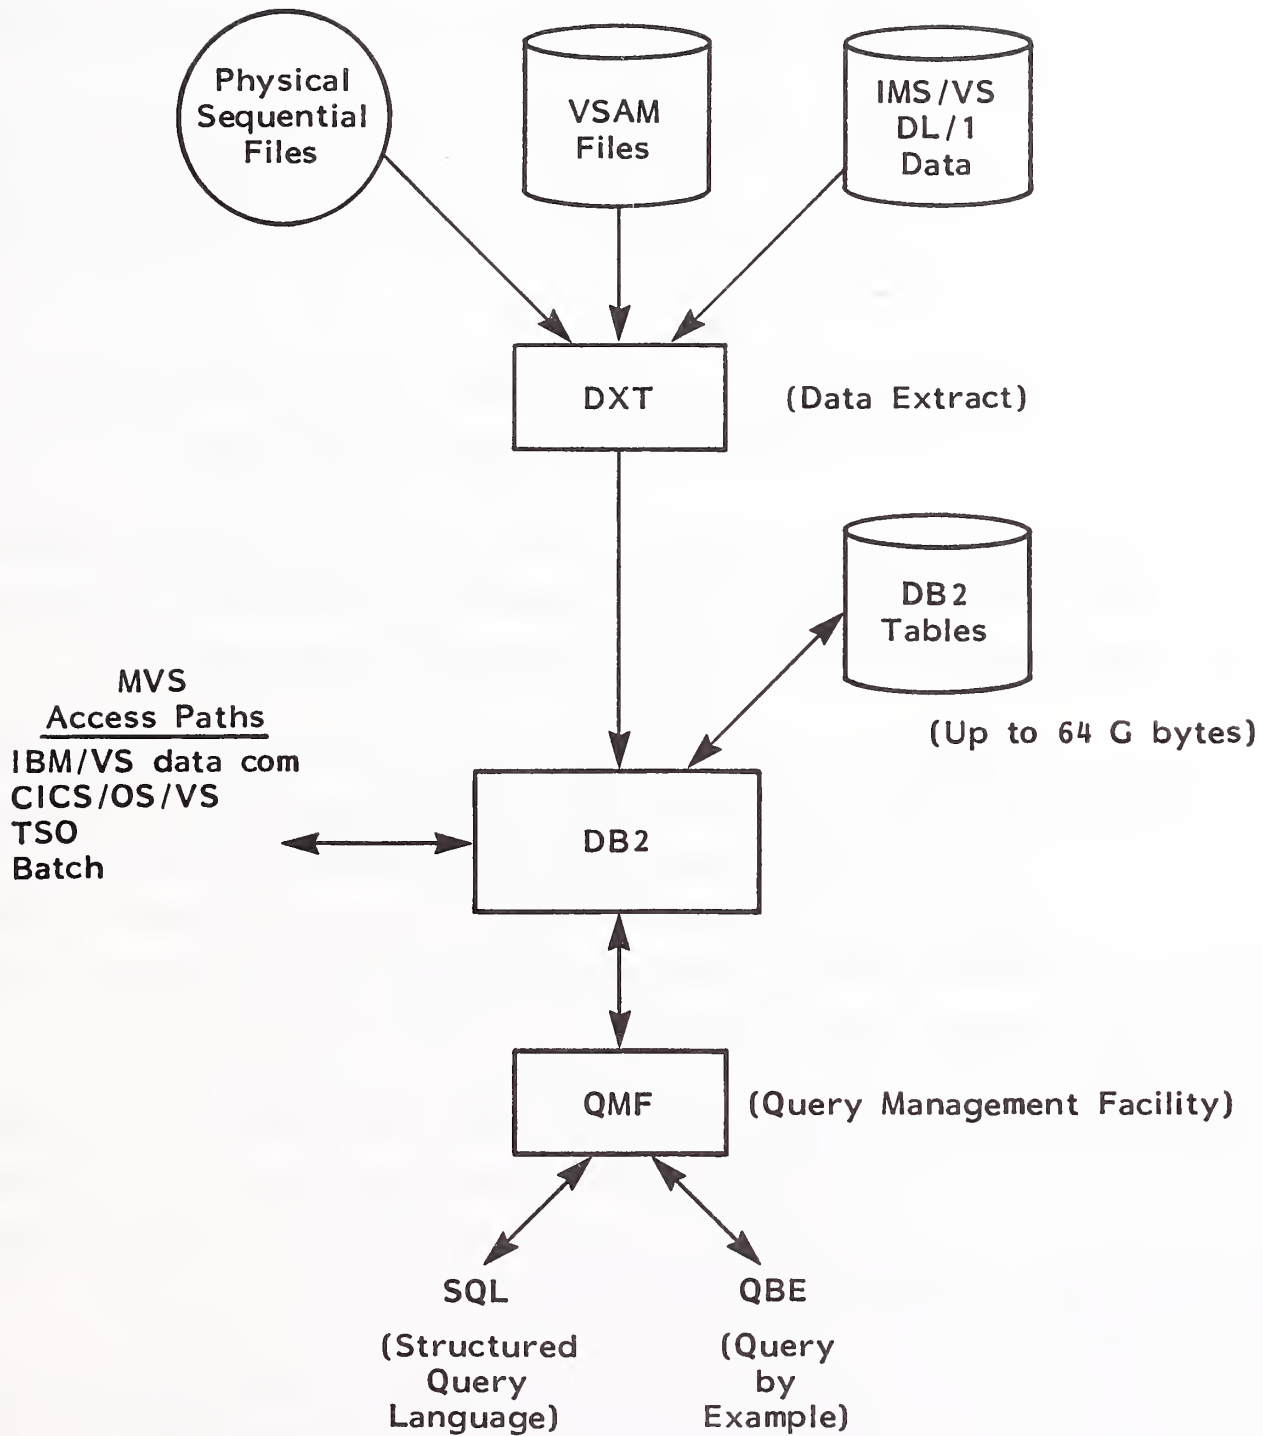 Physical
Sequential
Files
VSAM
Files
IMS/VS
DL/1
Data
DXT
(Data Extract)
DB2
Tables
(Up to 64 G bytes)
MVS
Access Paths
IBM/VS data com
CICS/OS/VS
TSO
Batch
DB2
QMF
(Query Management Facility)
SQL
(Structured
Query
Language)
QBE
(Query
by
Example)